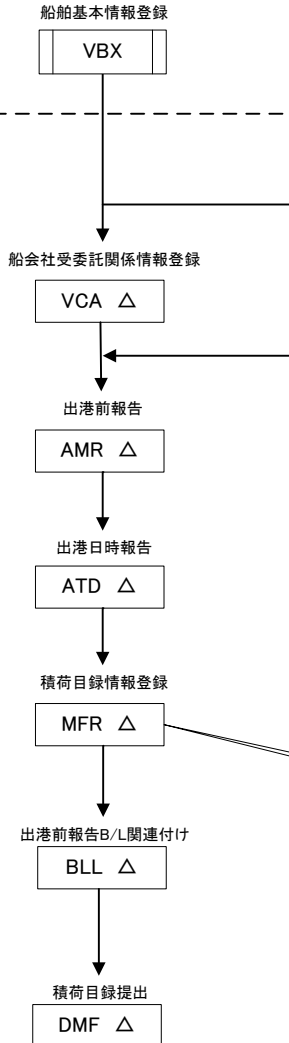 船舶基本情報登録
VBX
船会社受委託関係情報登録
VCA △
出港前報告
AMR △
出港日時報告
ATD △
積荷目録情報登録
MFR △
出港前報告B/L関連付け
BLL △
積荷目録提出
DMF △